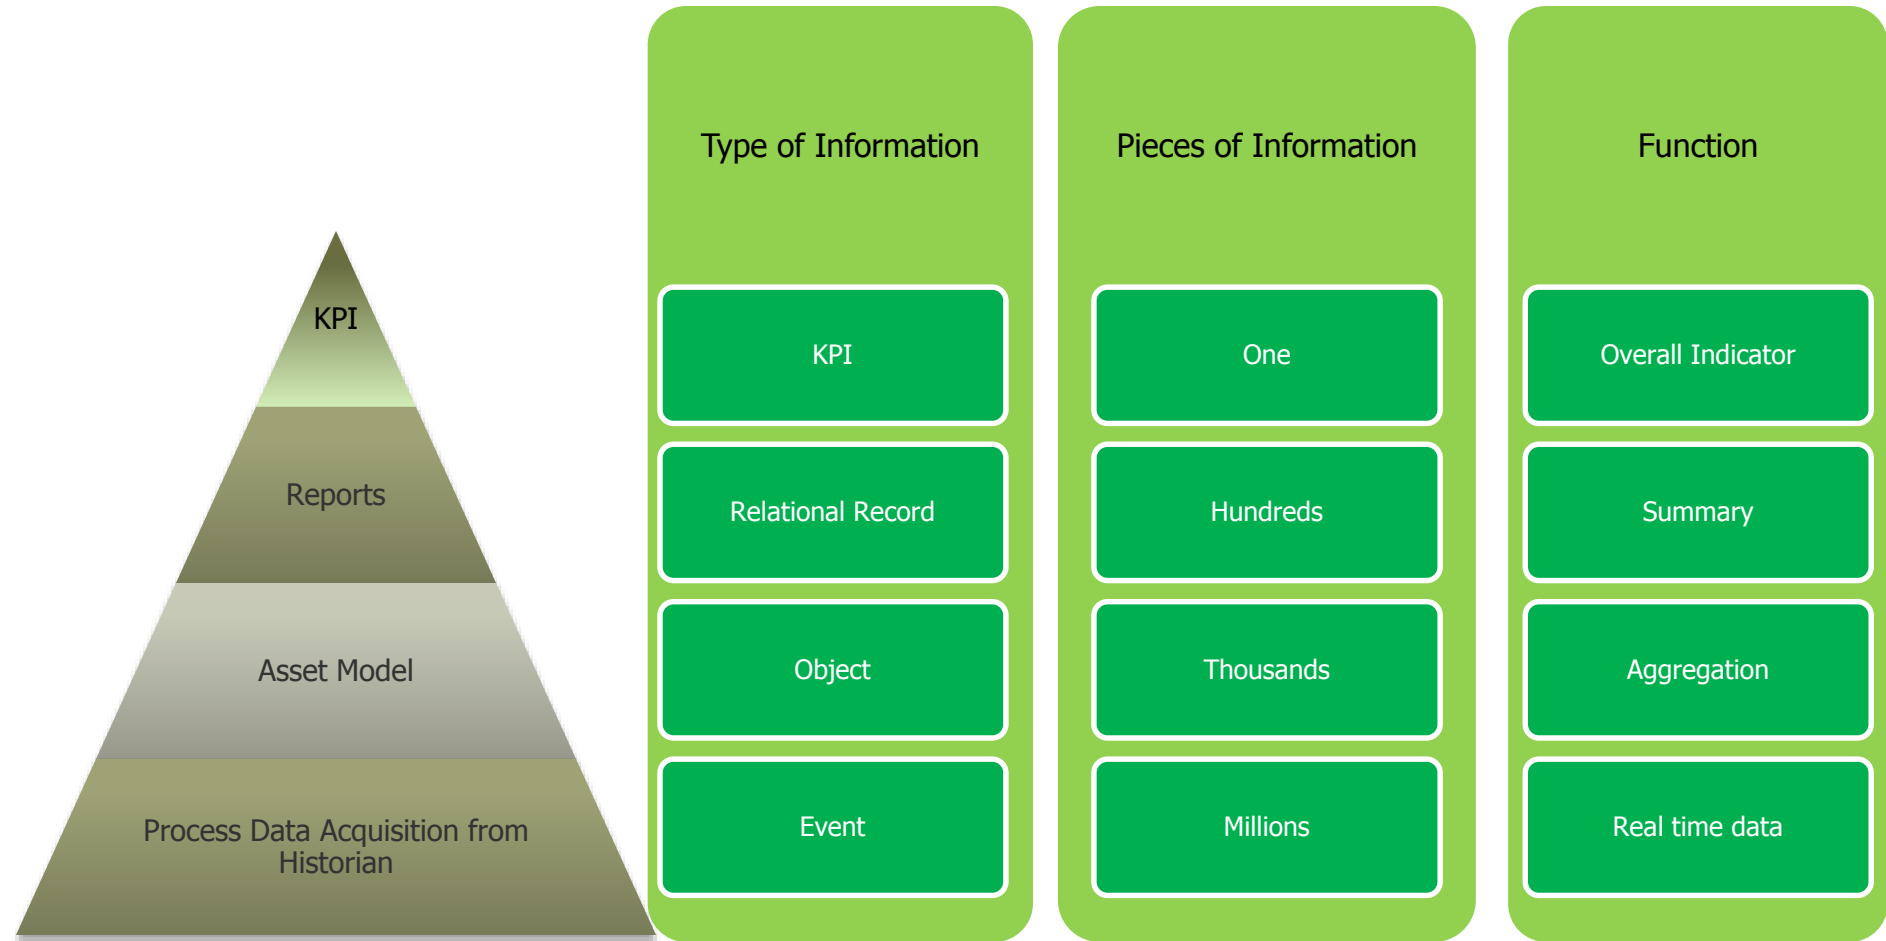 Type of Information
Pieces of Information
Function
KPI
KPI
One
Overall Indicator
Reports
Relational Record
Hundreds
Summary
Asset Model
Object
Thousands
Aggregation
Process Data Acquisition from
Historian
Event
Millions
Real time data